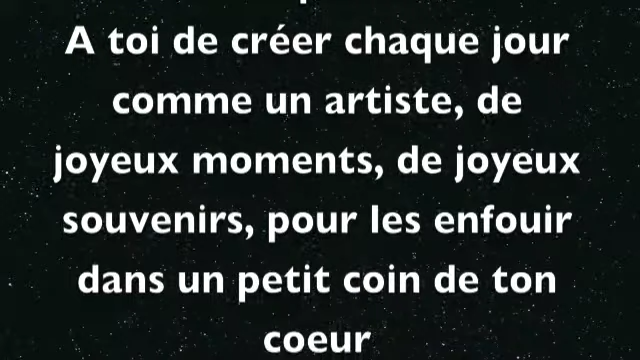 A toi de créer chaque jour
comme un artiste, de
joyeux moments, de joyeux
souvenirs, pour les enfouir
dans un petit coin de ton
coeur